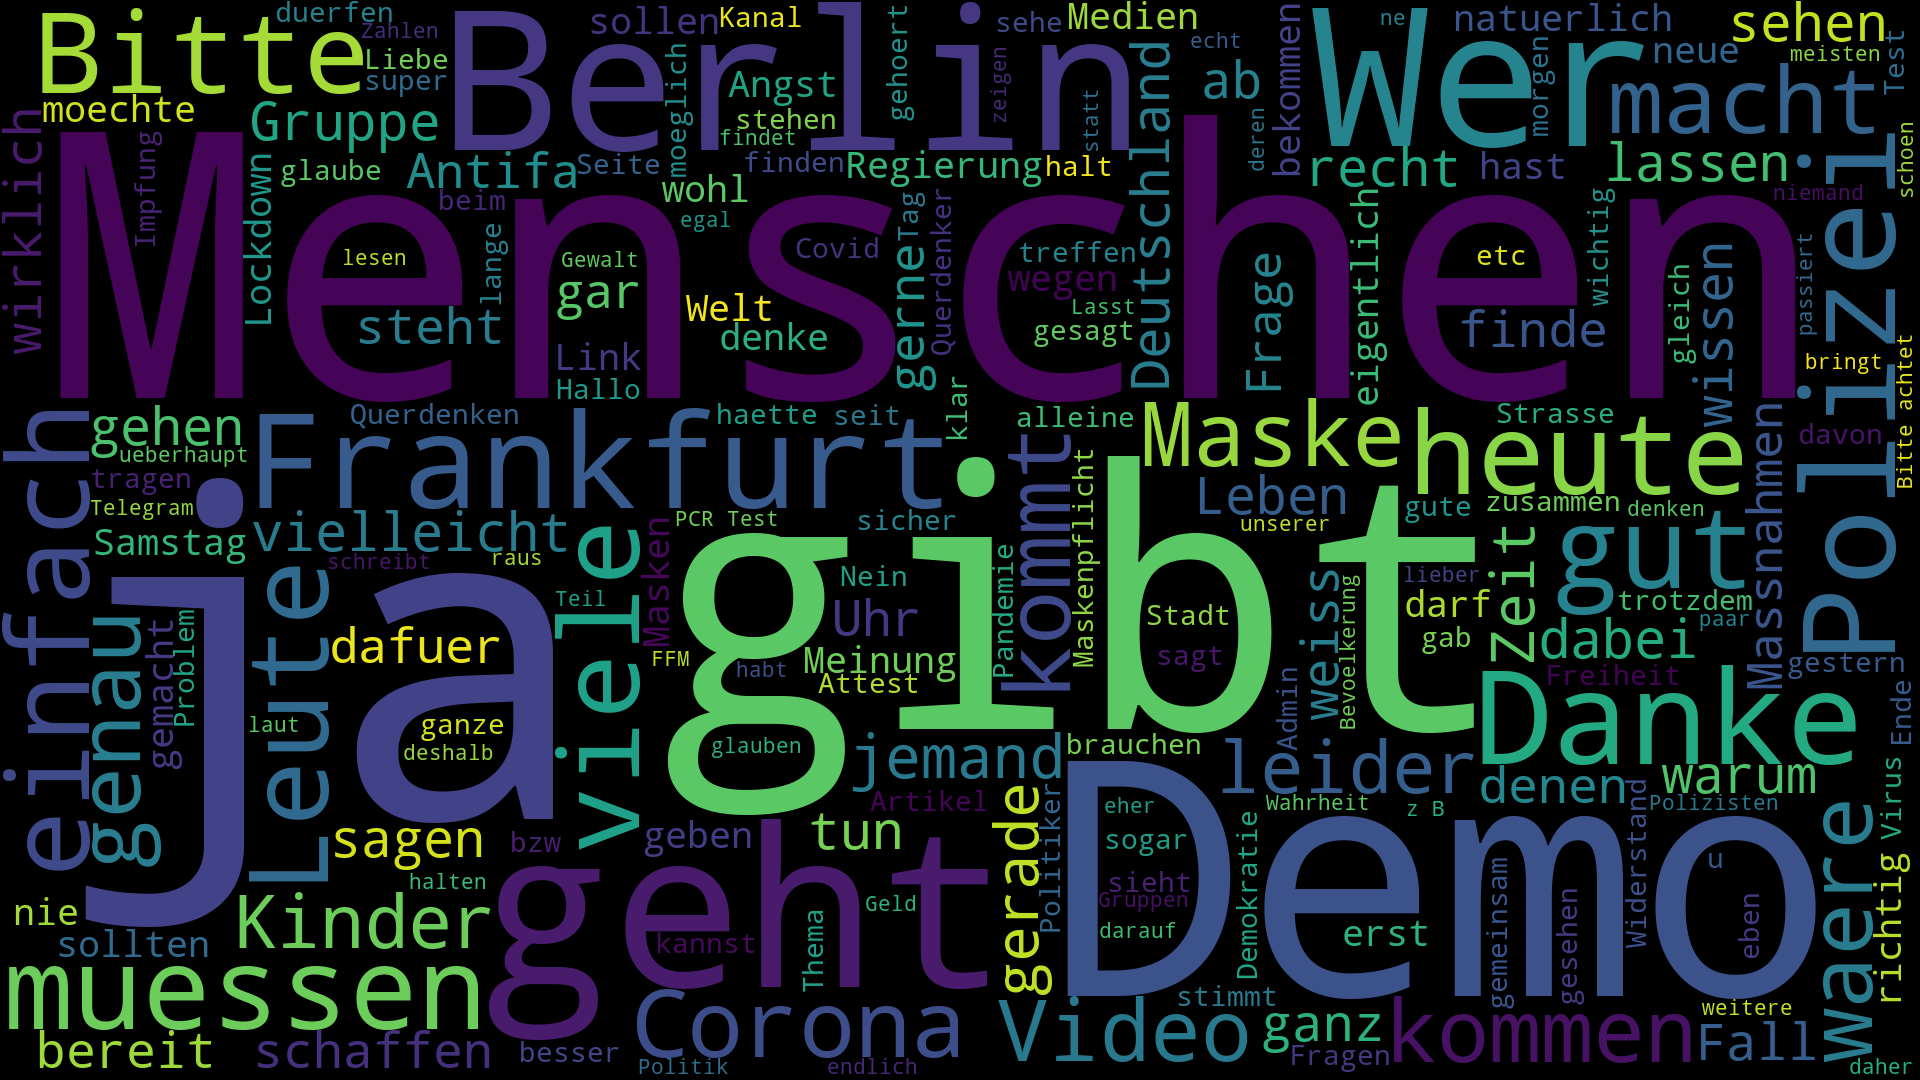 Bitte
duerfen
Zahlen
Liebe
super
moechte
Berlin
sollen
Kanal
sehe
Medien
echt
Wer
ne
natuerlich
sehen
neue
meisten
Test
Gruppe
Angst
stehen
findet
moeglich
gehoert
zeigen
statt
Deutschland
ab
deren
bekommen
morgen
macht
Polizei
schoen
wirklich
Impfung
Lockdown
glaube
Antifa
Seite
beim
wohl
egal
finden
Regierung
halt
recht
hast
lassen
niemand
Menschen
lesen
lange
steht
Gewalt
gar
Link
Hallo
Welt
denke
Covid
gerne
Tag
Querdenker
treffen
wegen
Lasst
gesagt
Frage
eigentlich
etc
finde
wichtig
gleich
wissen
passiert
bringt
Bitte achtet
einfach
gehen
ueberhaupt
tragen
Telegram
Samstag
Frankfurt
Querdenken
haette
seit
klar
alleine
Maske
heute
Strasse
davon
vielleicht
schreibt
raus
PCR Test
sicher
kommt
Maskenpflicht
Leben
unserer
gute
zusammen
denken
Massnahmen
ja
genau
gemacht
Problem
Leute
laut
dafuer
ganze
deshalb
viele
Teil
Masken
FFM
gibt
Nein
Uhr
Meinung
Attest
habt
glauben
Pandemie
Stadt
sagt
Admin
weiss
Bevoelkerung
lieber
darf
gab
zeit
gut
trotzdem
paar
dabei
Freiheit
gestern
Danke
Ende
jemand
brauchen
leider
denen
warum
sagen
halten
bzw
geben
tun
Artikel
gerade
Politiker
Demo
eher
sogar
sieht
Gruppen
darauf
Demokratie
Wahrheit
z B
erst
gemeinsam
gesehen
Widerstand
Polizisten
u
eben
waere
Virus
richtig
nie
sollten
Kinder
geht
kannst
Thema
Geld
muessen
bereit
schaffen
besser
Corona
Politik
endlich
Video
stimmt
ganz
Fragen
kommen
weitere
Fall
daher